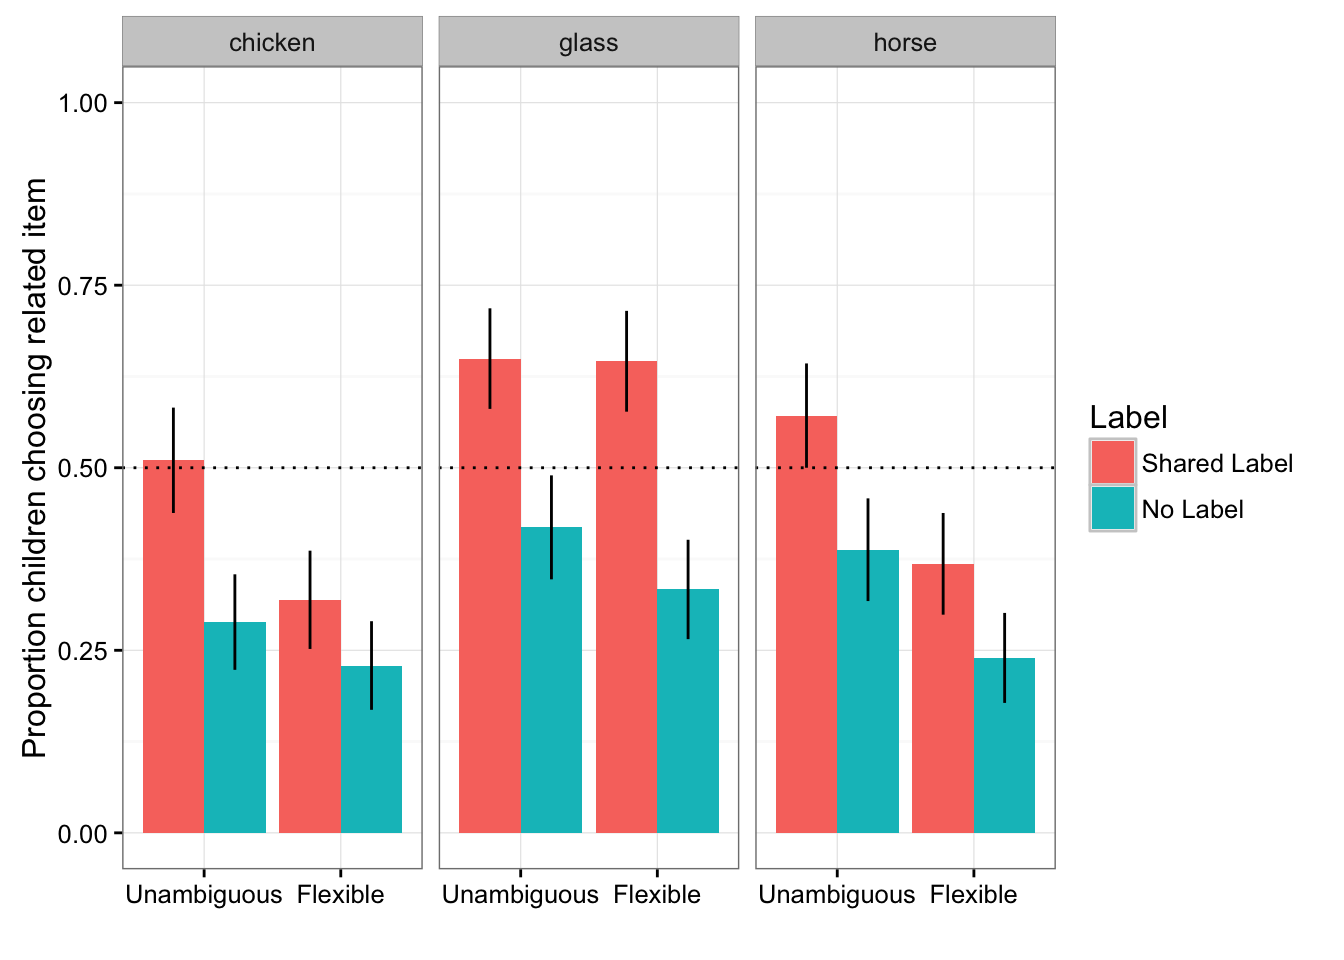 chicken
glass
horse
Proportion children choosing related item
1.00
0.75
0.50
0.25
0.00
Unambiguous Flexible
Unambiguous Flexible
Unambiguous Flexible
Label
Shared Label
No Label